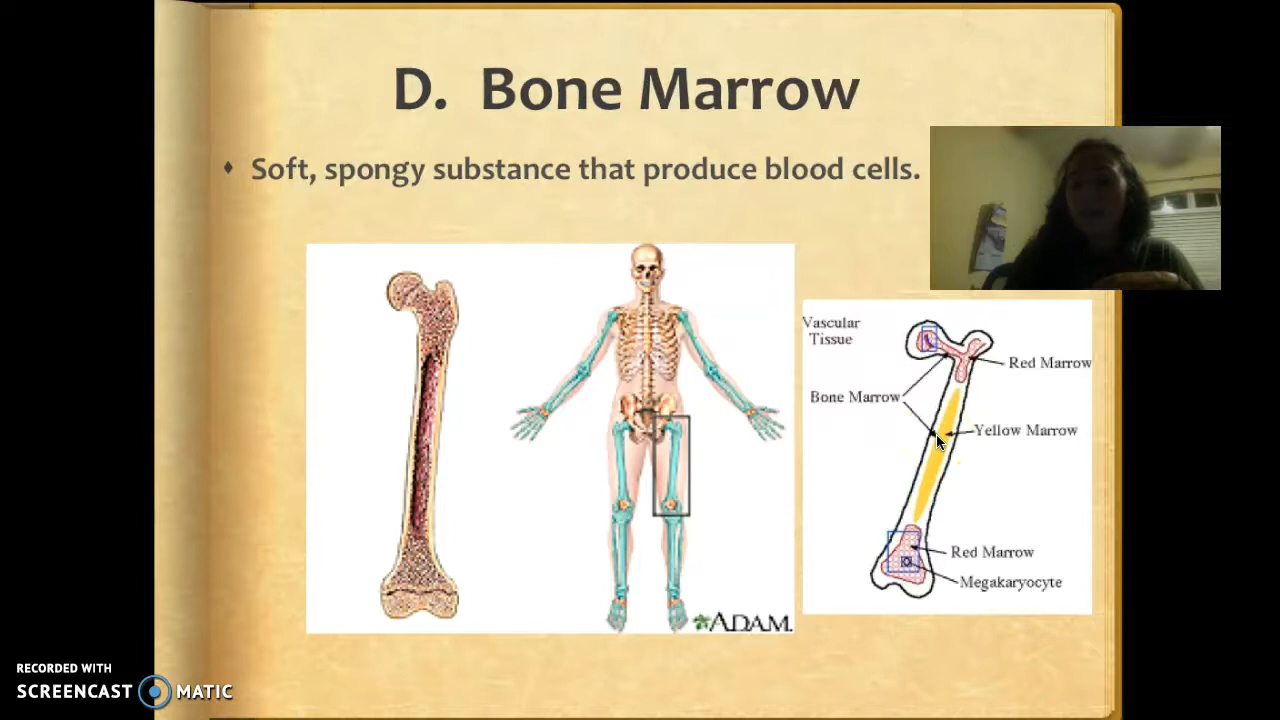 D. Bone Marrow
Soft, spongy substance that produce blood cells.
Vascular
Tissue
Red Marrow
Bone Marrow
Yellow Marrow
Red Marrow
Megakaryocyte
ADAM.
RECORDED WITH
SCREENCAST MATIC